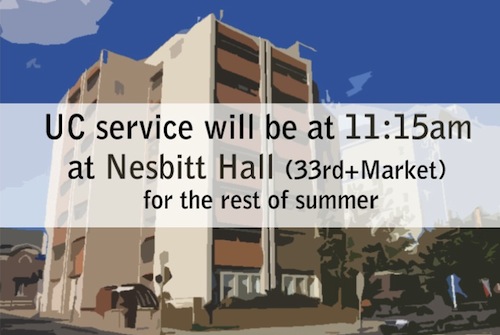 UC service will be at 11:15am
at Nesbitt Hall (33rd+Market)
for the rest of summer